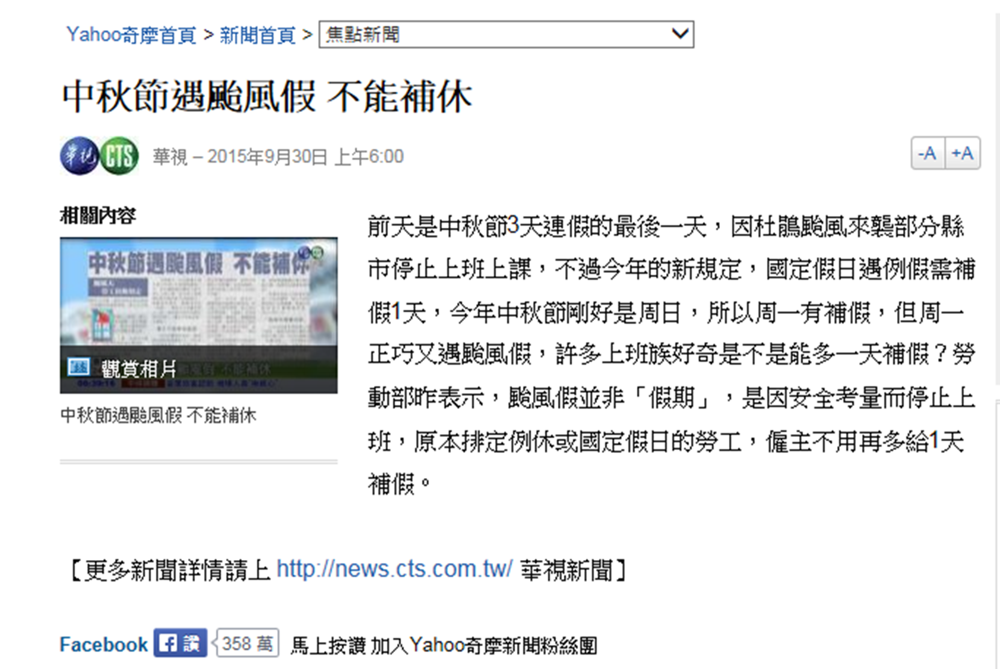 Yahoo奇摩首頁 > 新聞首頁 > 焦點新聞
中秋節遇颱風假 不能補休
華視 CTS 華視 – 2015年9月30日 上午6:00
-A +A
相關內容
中秋節遇颱風假 不能補休
觀賞相片
中秋節遇颱風假 不能補休
前天是中秋節3天連假的最後一天，因杜鵑颱風來襲部分縣
市停止上班上課，不過今年的新規定，國定假日遇例假需補
假1天，今年中秋節剛好是周日，所以周一有補假，但周一
正巧又遇颱風假，許多上班族好奇是不是能多一天補假？勞
動部昨表示，颱風假並非「假期」，是因安全考量而停止上
班，原本排定例休或國定假日的勞工，僱主不用再多給1天
補假。
【更多新聞詳情請上 http://news.cts.com.tw/ 華視新聞】
Facebook 讚 358 萬 馬上按讚 加入Yahoo奇摩新聞粉絲團